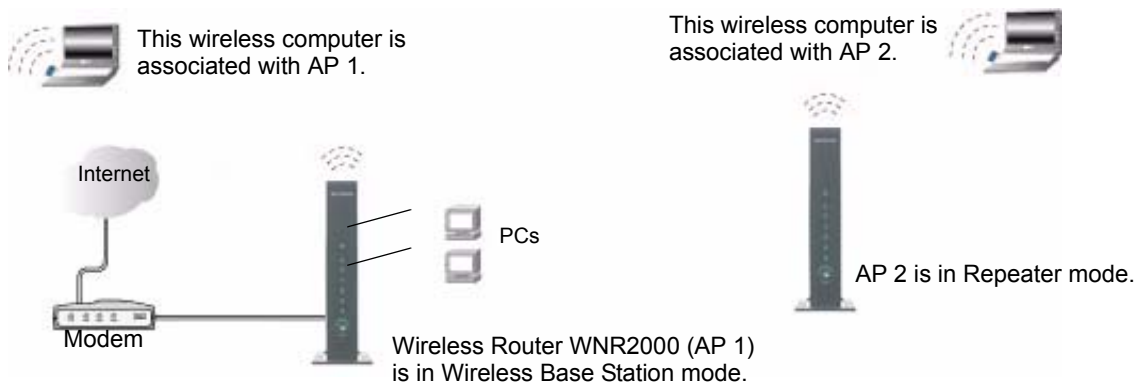 This wireless computer is
associated with AP 1.
This wireless computer is
associated with AP 2.
Internet
PCs
AP 2 is in Repeater mode.
Modem
Wireless Router WNR2000 (AP 1)
is in Wireless Base Station mode.